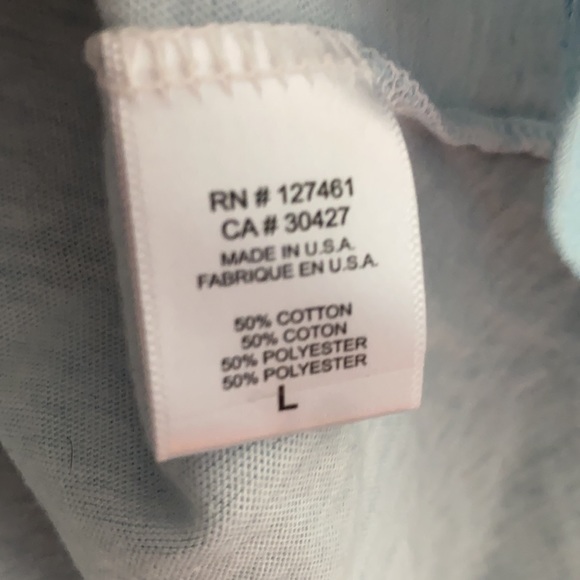 RN # 127461
CA # 30427
MADE IN U.S.A.
FABRIQUE EN U.S.A.
50% COTTON
50% COTON
50% POLYESTER
50% POLYESTER
L